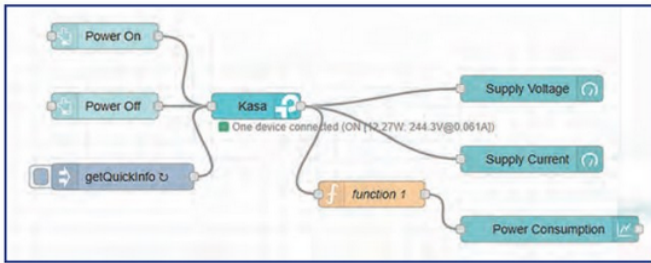 Power On
Power Off
getQuickInfo ↻
Kasa
One device connected (ON [12.27W: 244.3V@0.061A])
Supply Voltage
Supply Current
function 1
Power Consumption